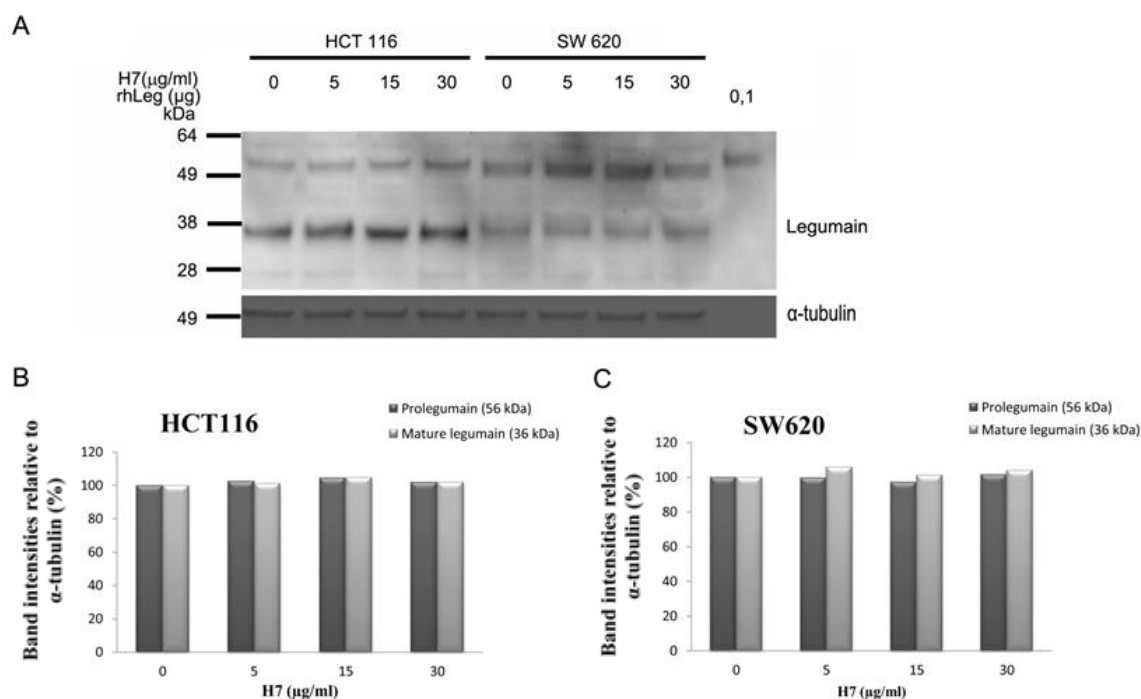 A
HCT 116 SW 620
H7(μg/ml) 0 5 15 30 0 5 15 30
rhLeg (μg) 0,1
kDa
64
49
38
Legumain
28
49 α-tubulin
B
HCT116
Prolegumain (56 kDa)
Mature legumain (36 kDa)
Band intensities relative to
α-tubulin (%)
120
100
80
60
40
20
0
0 5 15 30
H7 (μg/ml)
C
SW620
Prolegumain (56 kDa)
Mature legumain (36 kDa)
Band intensities relative to
α-tubulin (%)
120
100
80
60
40
20
0
0 5 15 30
H7 (μg/ml)